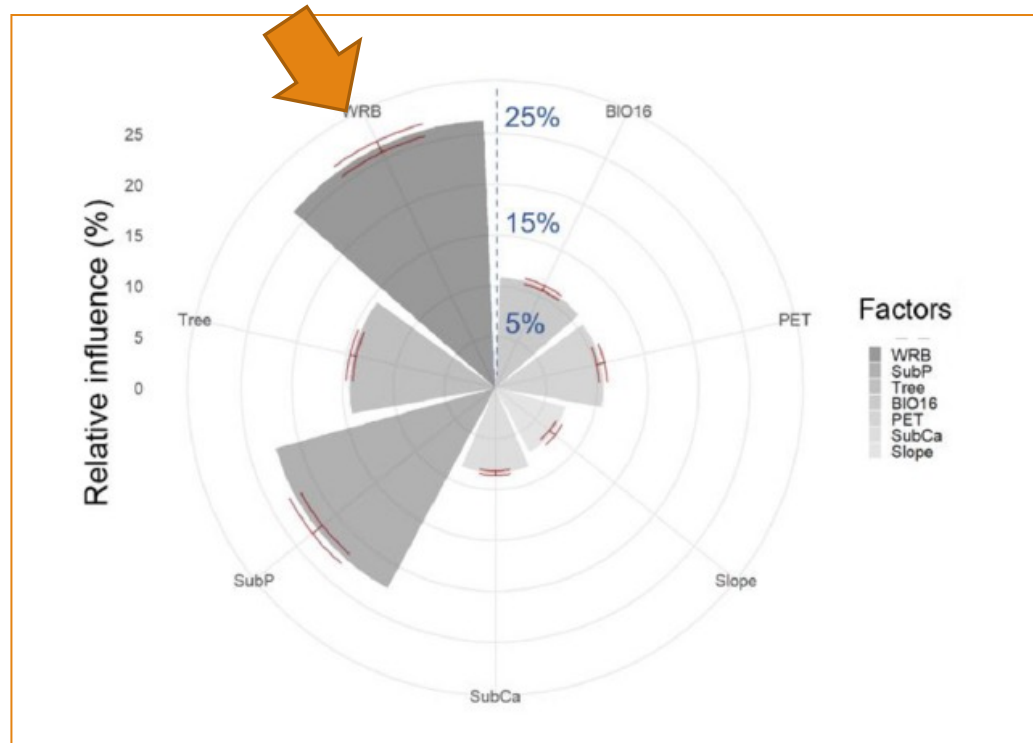 WRB
BIO16
25%
25
20
15%
15
10
5%
5
0
Relative influence (%)
Tree
PET
SubP
Slope
SubCa
Factors
WRB
SubP
Tree
BIO16
PET
SubCa
Slope